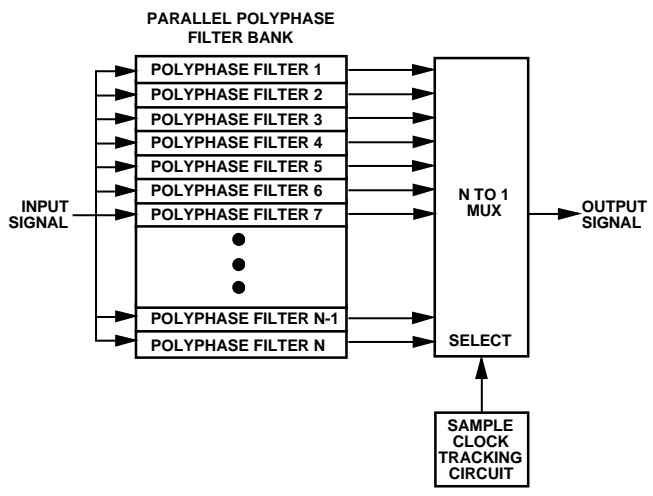 PARALLEL POLYPHASE
FILTER BANK
POLYPHASE FILTER 1
POLYPHASE FILTER 2
POLYPHASE FILTER 3
POLYPHASE FILTER 4
POLYPHASE FILTER 5
POLYPHASE FILTER 6
POLYPHASE FILTER 7
POLYPHASE FILTER N-1
POLYPHASE FILTER N
INPUT
SIGNAL
N TO 1
MUX
SELECT
OUTPUT
SIGNAL
SAMPLE
CLOCK
TRACKING
CIRCUIT